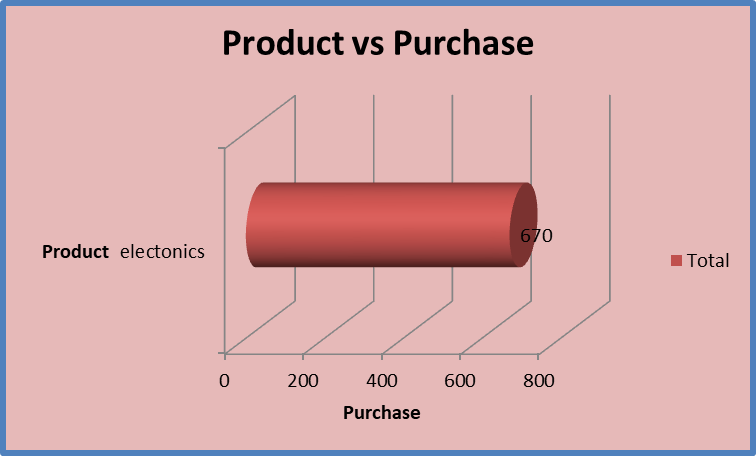 Product vs Purchase
670
Product electonics
Total
0 200 400 600 800
Purchase